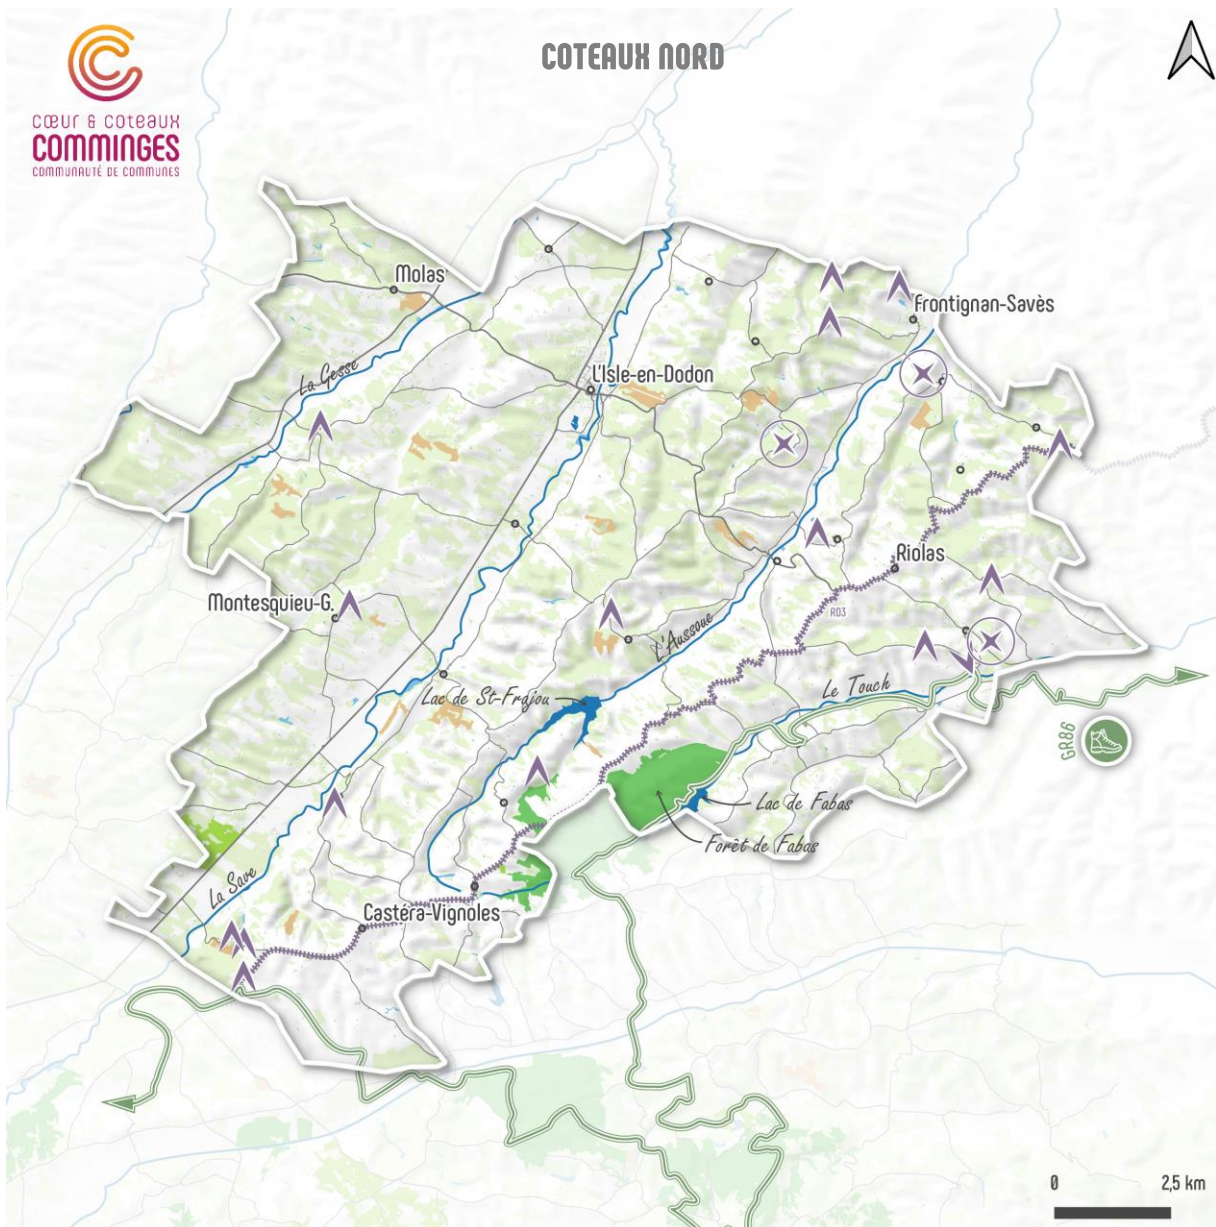 COTEAUX NORD
CŒUR & COTEAUX
COMMINGES
COMMUNAUTÉ DE COMMUNES
Molas
Frontignan-Savès
La Gesse
L'Isle-en-Dodon
Riolas
Montesquieu-G.
RD3
L'Aussoue
Le Touch
Lac de St-Frajou
GR86
Lac de Fabas
Forêt de Fabas
La Save
Castéra-Vignoles
0
2,5 km